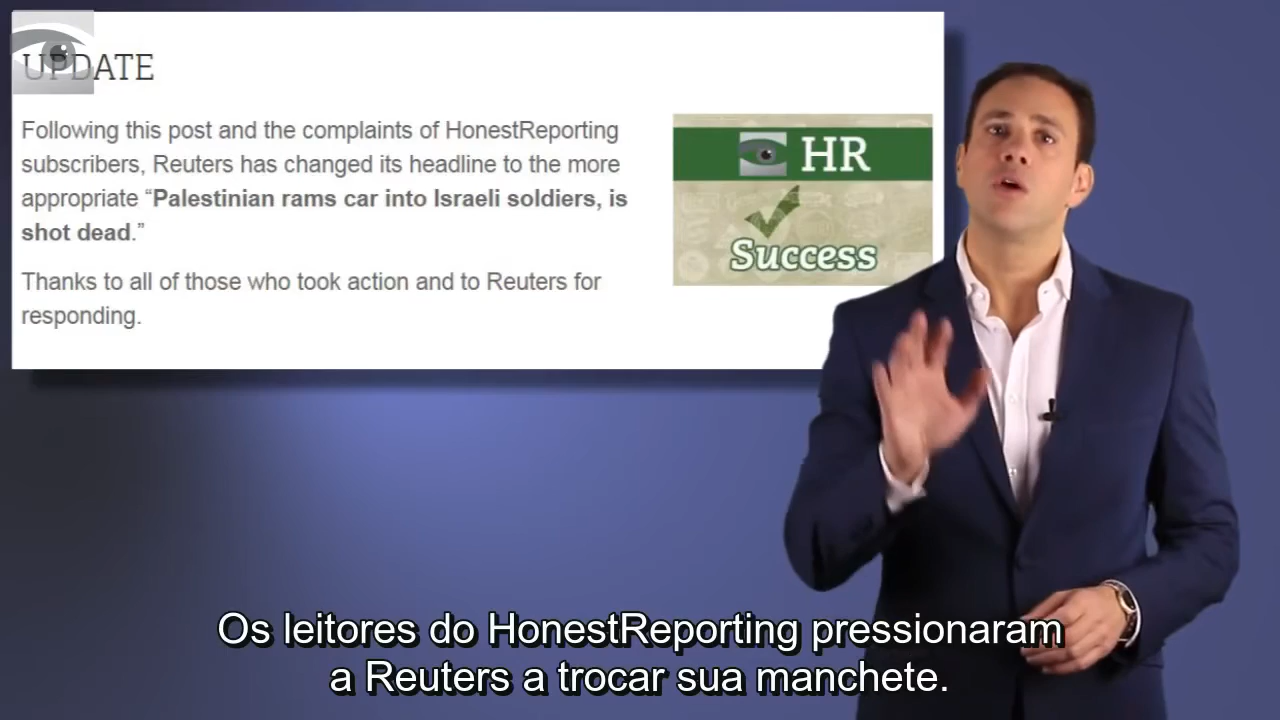 UPDATE
Following this post and the complaints of HonestReporting
subscribers, Reuters has changed its headline to the more
appropriate “Palestinian rams car into Israeli soldiers, is
shot dead.”
Thanks to all of those who took action and to Reuters for
responding.
HR
Success
Os leitores do HonestReporting pressionaram
a Reuters a trocar sua manchete.